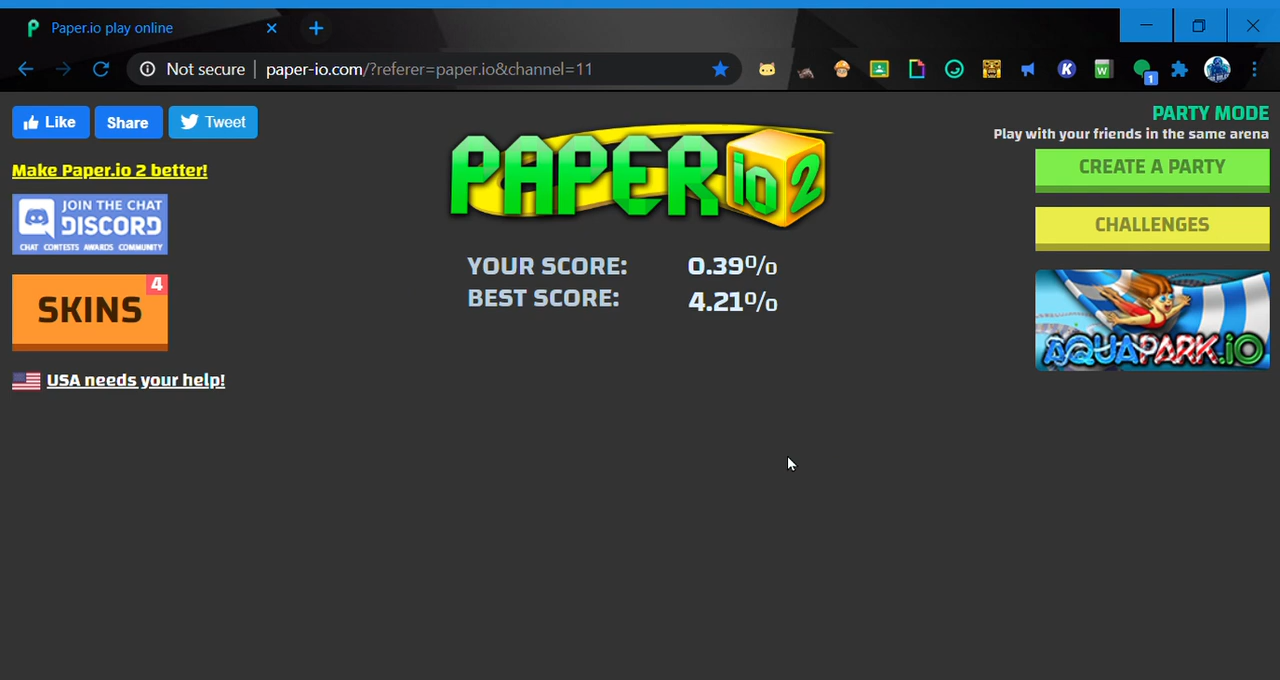 Paper.io play online
Not secure | paper-io.com/?referer=paper.io&channel=11
K
W
1
Like
Share
Tweet
Make Paper.io 2 better!
JOIN THE CHAT
DISCORD
CHAT CONTESTS AWARDS COMMUNITY
SKINS
4
USA needs your help!
PAPER io 2
YOUR SCORE: 0.39%
BEST SCORE: 4.21%
PARTY MODE
Play with your friends in the same arena
CREATE A PARTY
CHALLENGES
AQUAPARK.IO